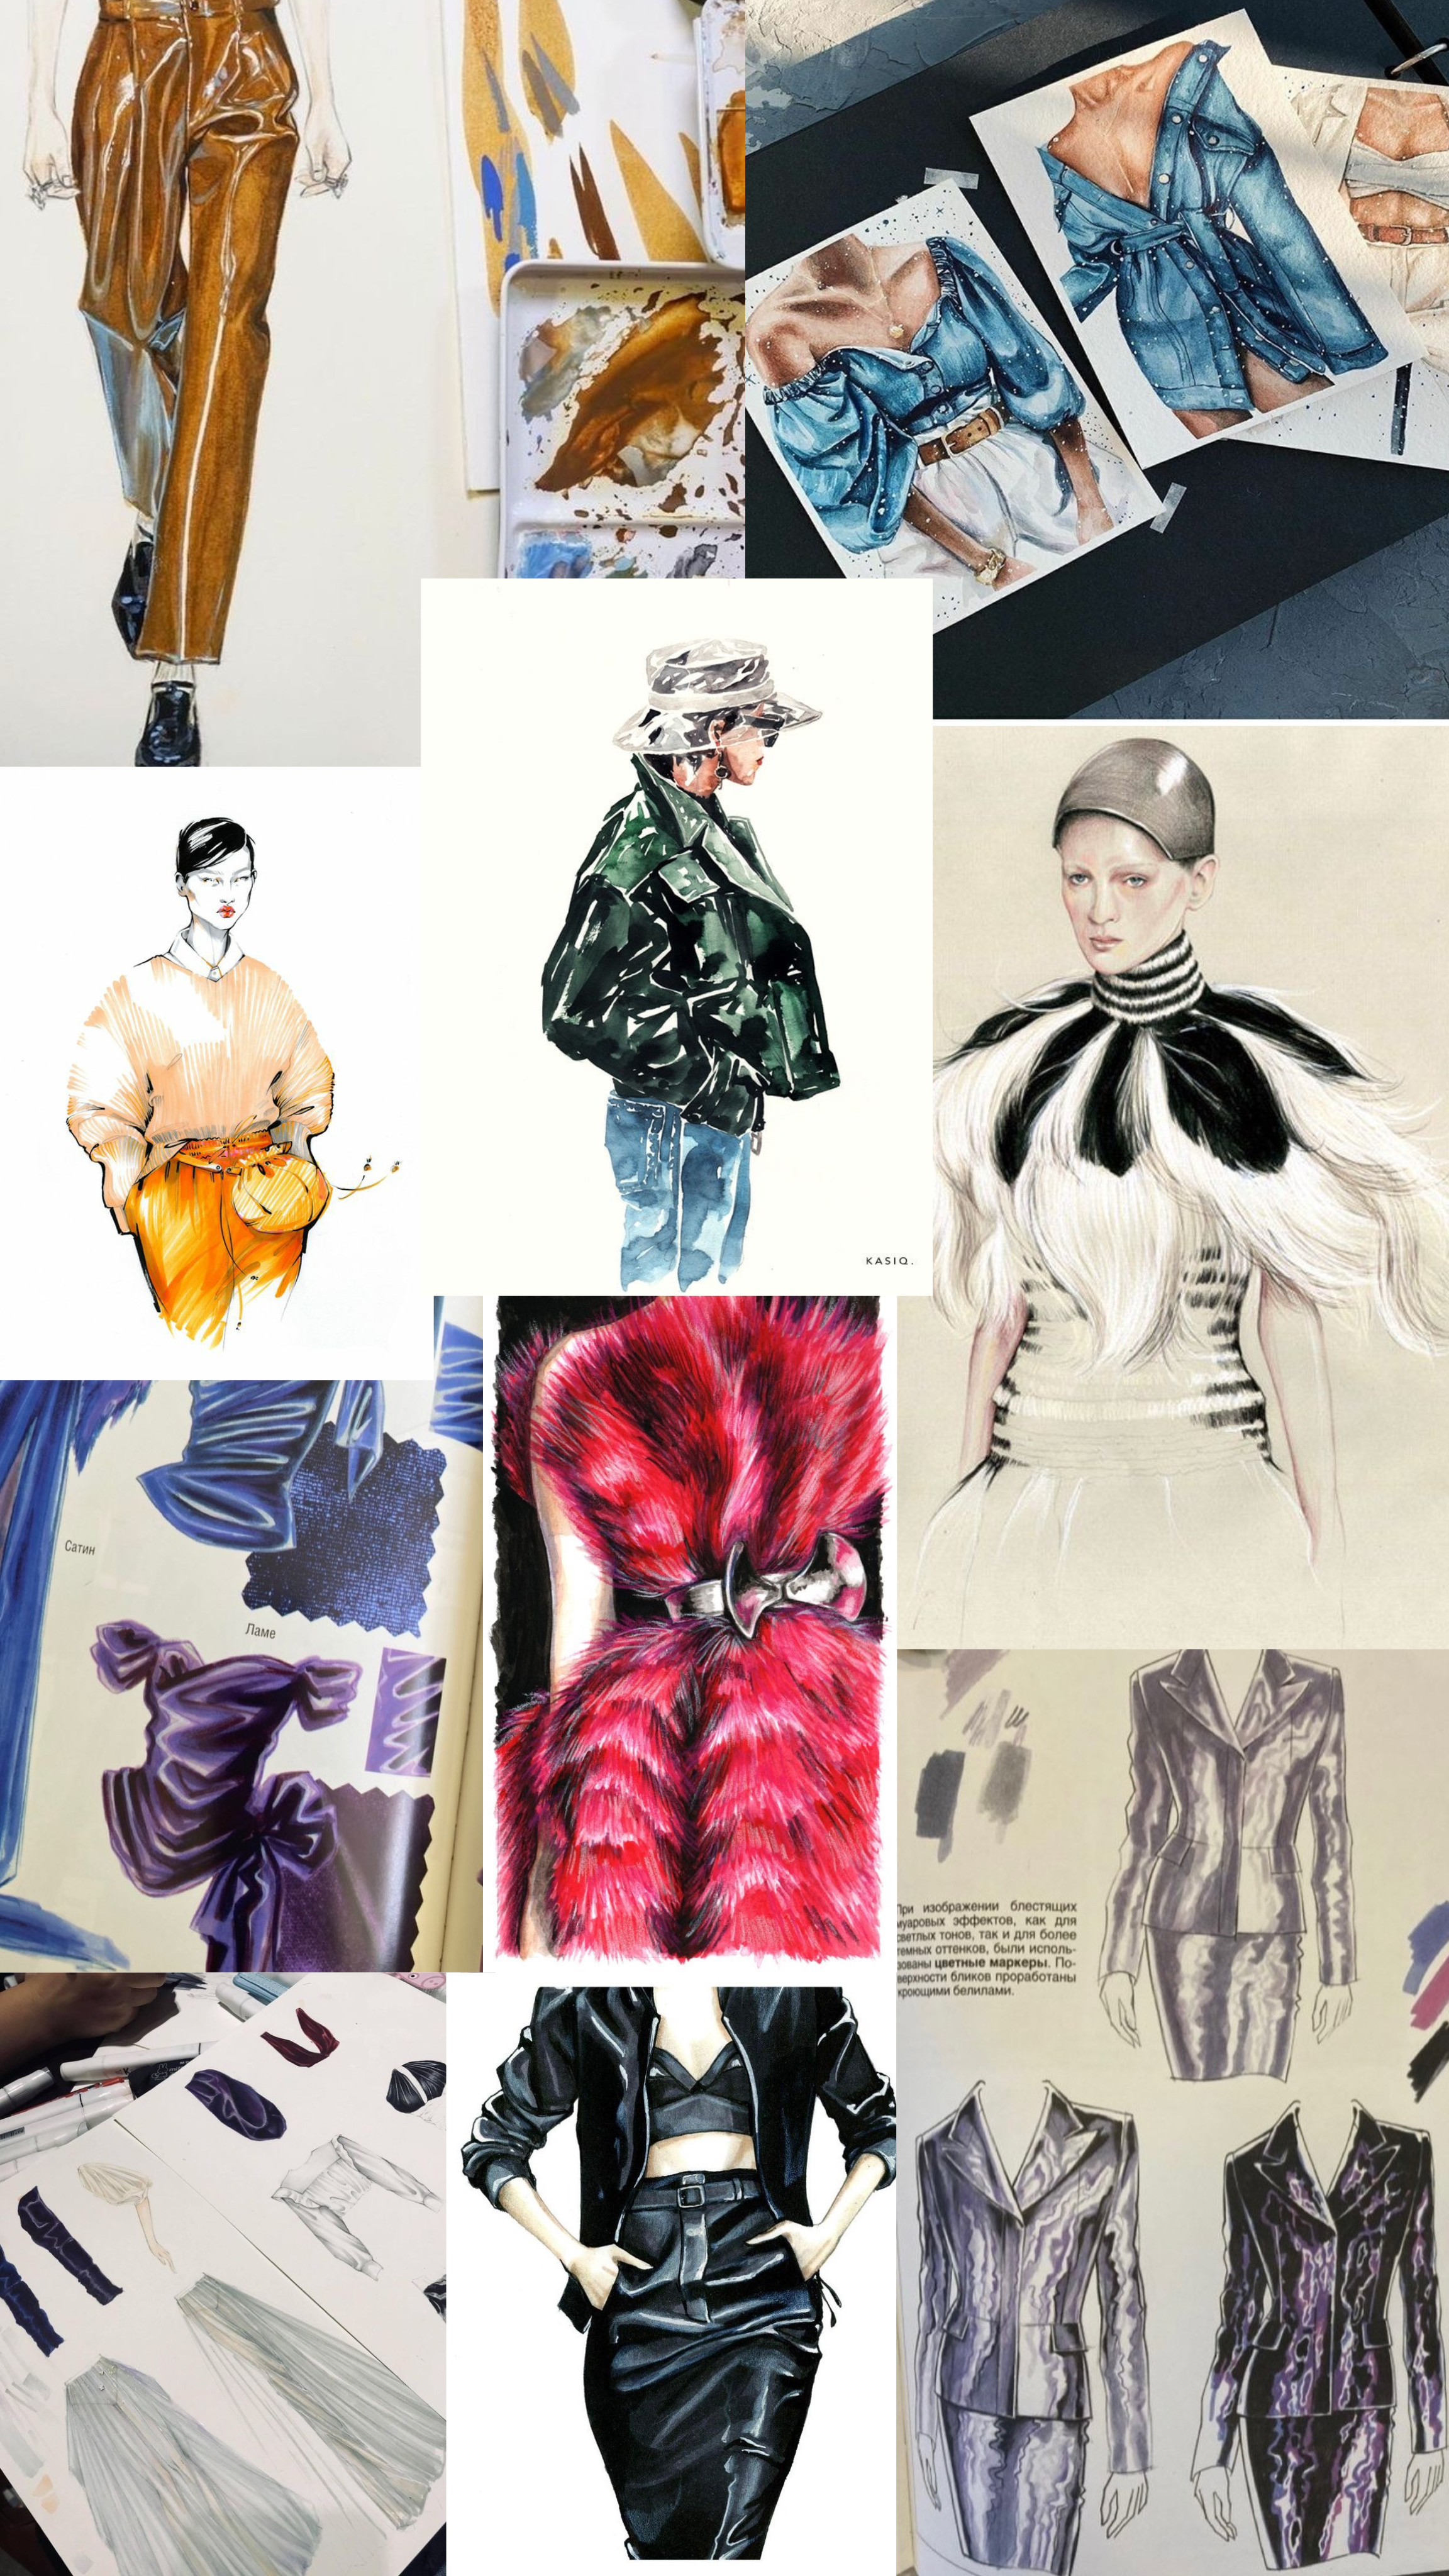 KASIQ.
Сатин
Ламе
При изображении блестящих
муаровых эффектов, как для
светлых тонов, так и для более
темных оттенков, были исполь-
зованы цветные маркеры. По-
верхности бликов проработаны
кроющими белилами.